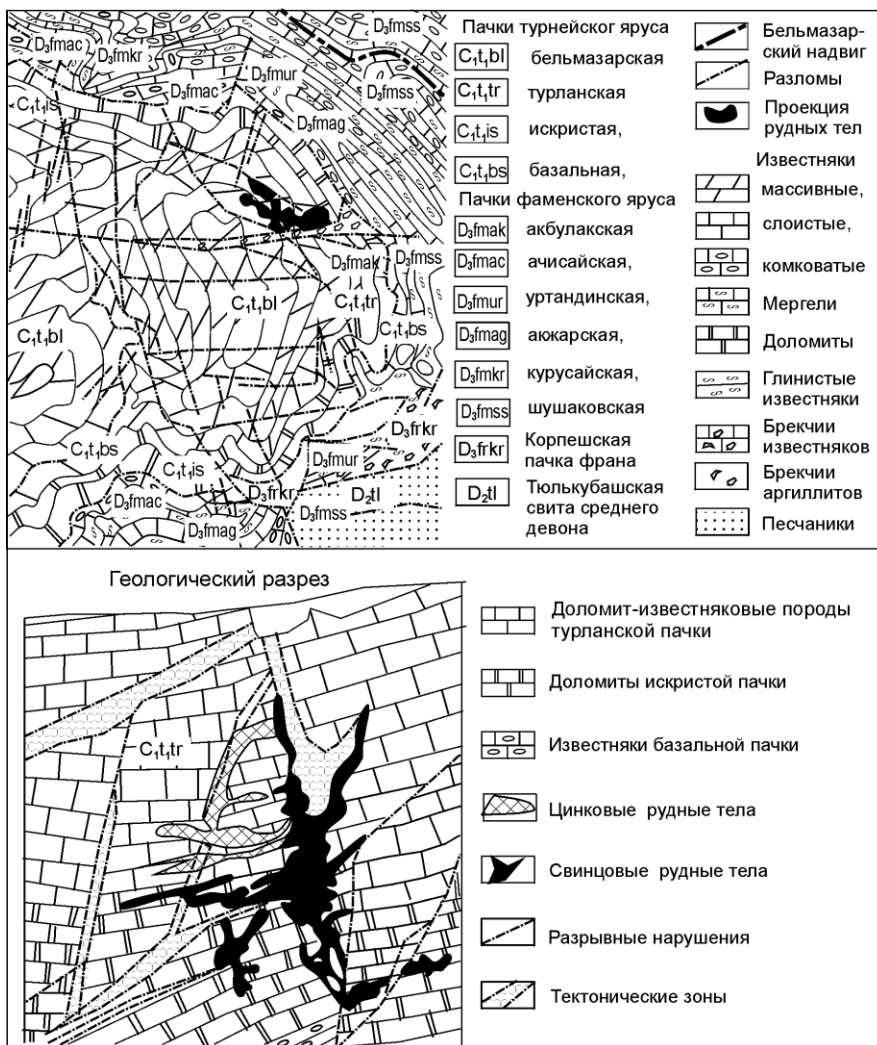 D₃fmac
D₃fmkr
D₃fmss
D₃fmur
D₃fmac
D₃fmss
C₁t₁is
D₃fmag
D₃fmak
D₃fmss
C₁t₁bl
C₁t₁tr
C₁t₁bl
C₁t₁bs
C₁t₁bs
D₃frkr
C₁t₁is
D₃fmur
D₃fmac
D₃frkr
D₂tl
D₃fmag
D₃fmss
Пачки турнейского яруса
C₁t₁bl бельмазарская
C₁t₁tr турланская
C₁t₁is искристая,
C₁t₁bs базальная,
Пачки фаменского яруса
D₃fmak акбулакская
D₃fmac ачисайская,
D₃fmur уртандинская,
D₃fmag акжарская,
D₃fmkr курусайская,
D₃fmss шушаковская
D₃frkr Корпешская
пачка франа
D₂tl Тюлькубашская
свита среднего
девона
Бельмазар-
ский надвиг
Разломы
Проекция
рудных тел
Известняки
массивные,
слоистые,
комковатые
Мергели
Доломиты
Глинистые
известняки
Брекчии
известняков
Брекчии
аргиллитов
Песчаники
Геологический разрез
C₁t₁tr
Доломит-известняковые породы
турланской пачки
Доломиты искристой пачки
Известняки базальной пачки
Цинковые рудные тела
Свинцовые рудные тела
Разрывные нарушения
Тектонические зоны